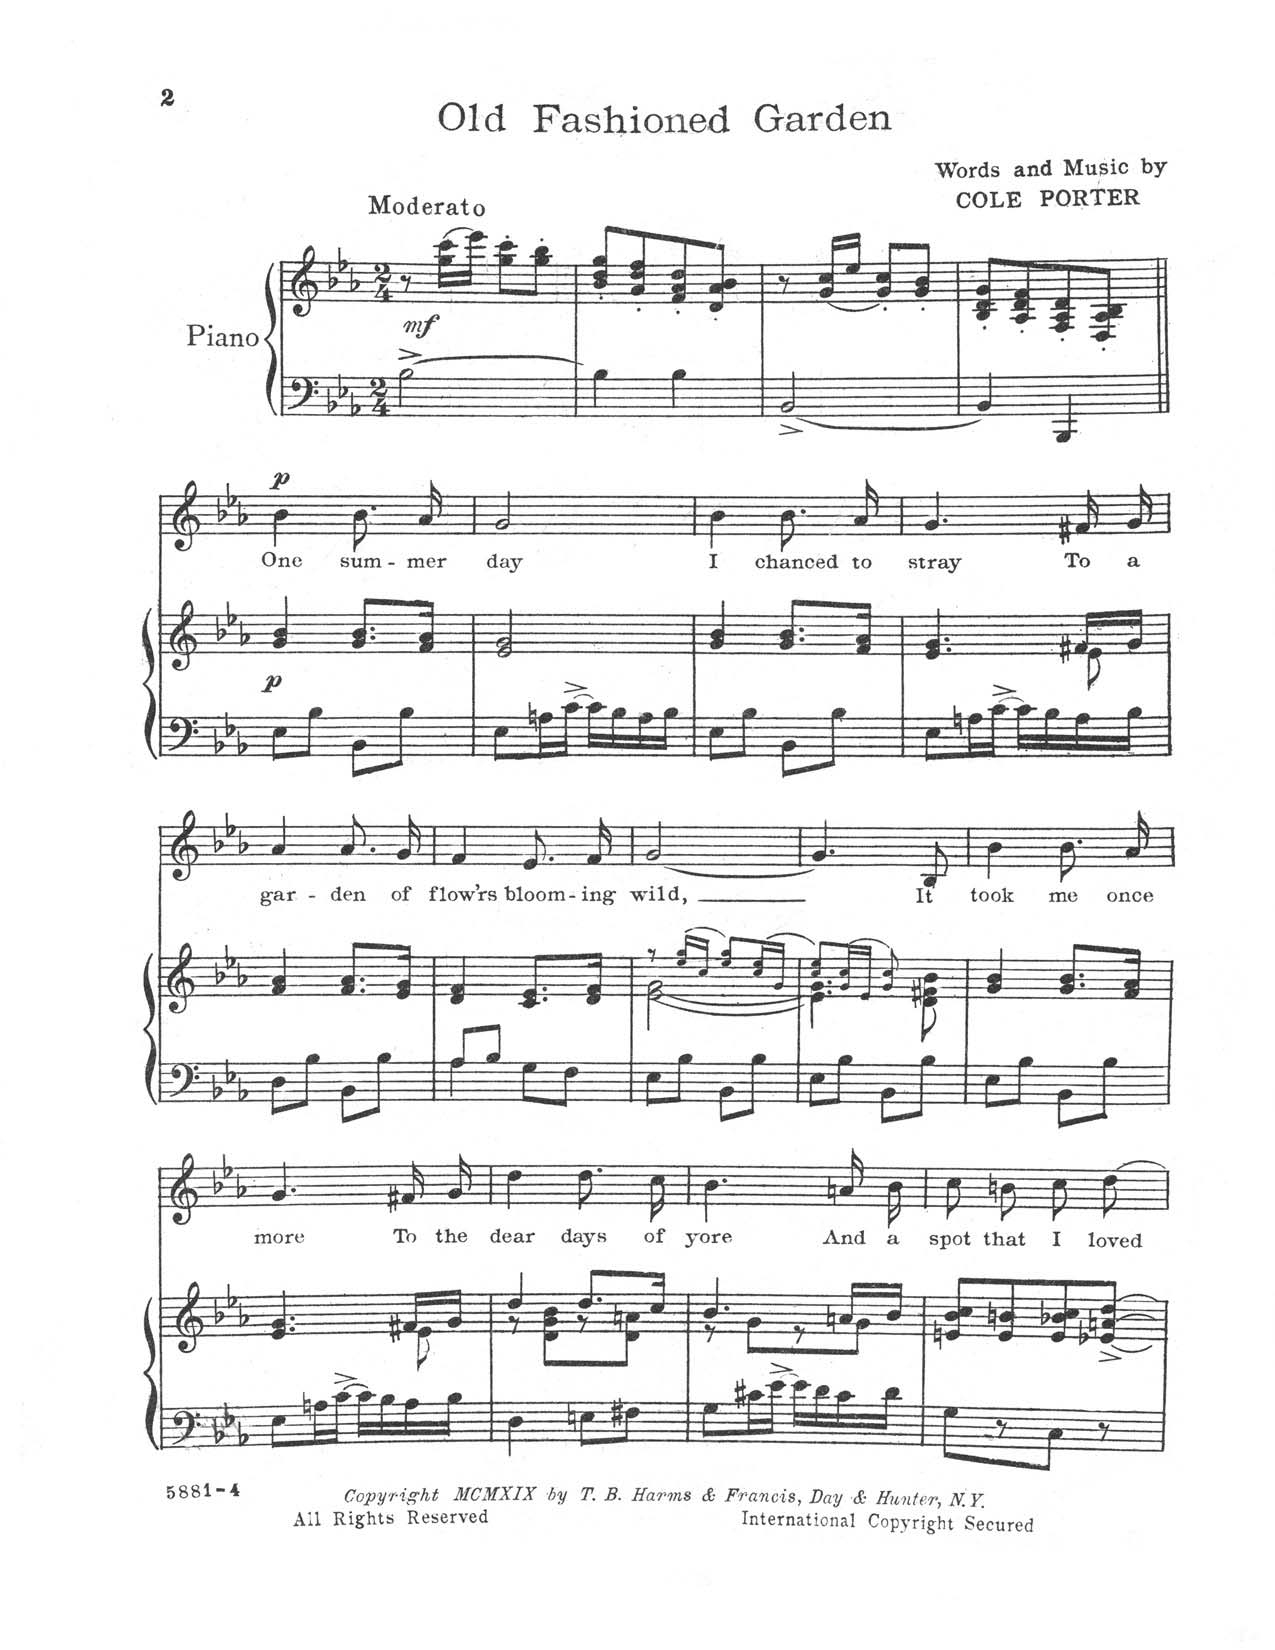 2
Old Fashioned Garden
Words and Music by
COLE PORTER
Moderato
mf
Piano
p
One sum - mer day I chanced to stray To a
p
gar - den of flow'rs bloom - ing wild, It took me once
more To the dear days of yore And a spot that I loved
5881-4
Copyright MCMXIX by T. B. Harms & Francis, Day & Hunter, N.Y.
All Rights Reserved International Copyright Secured